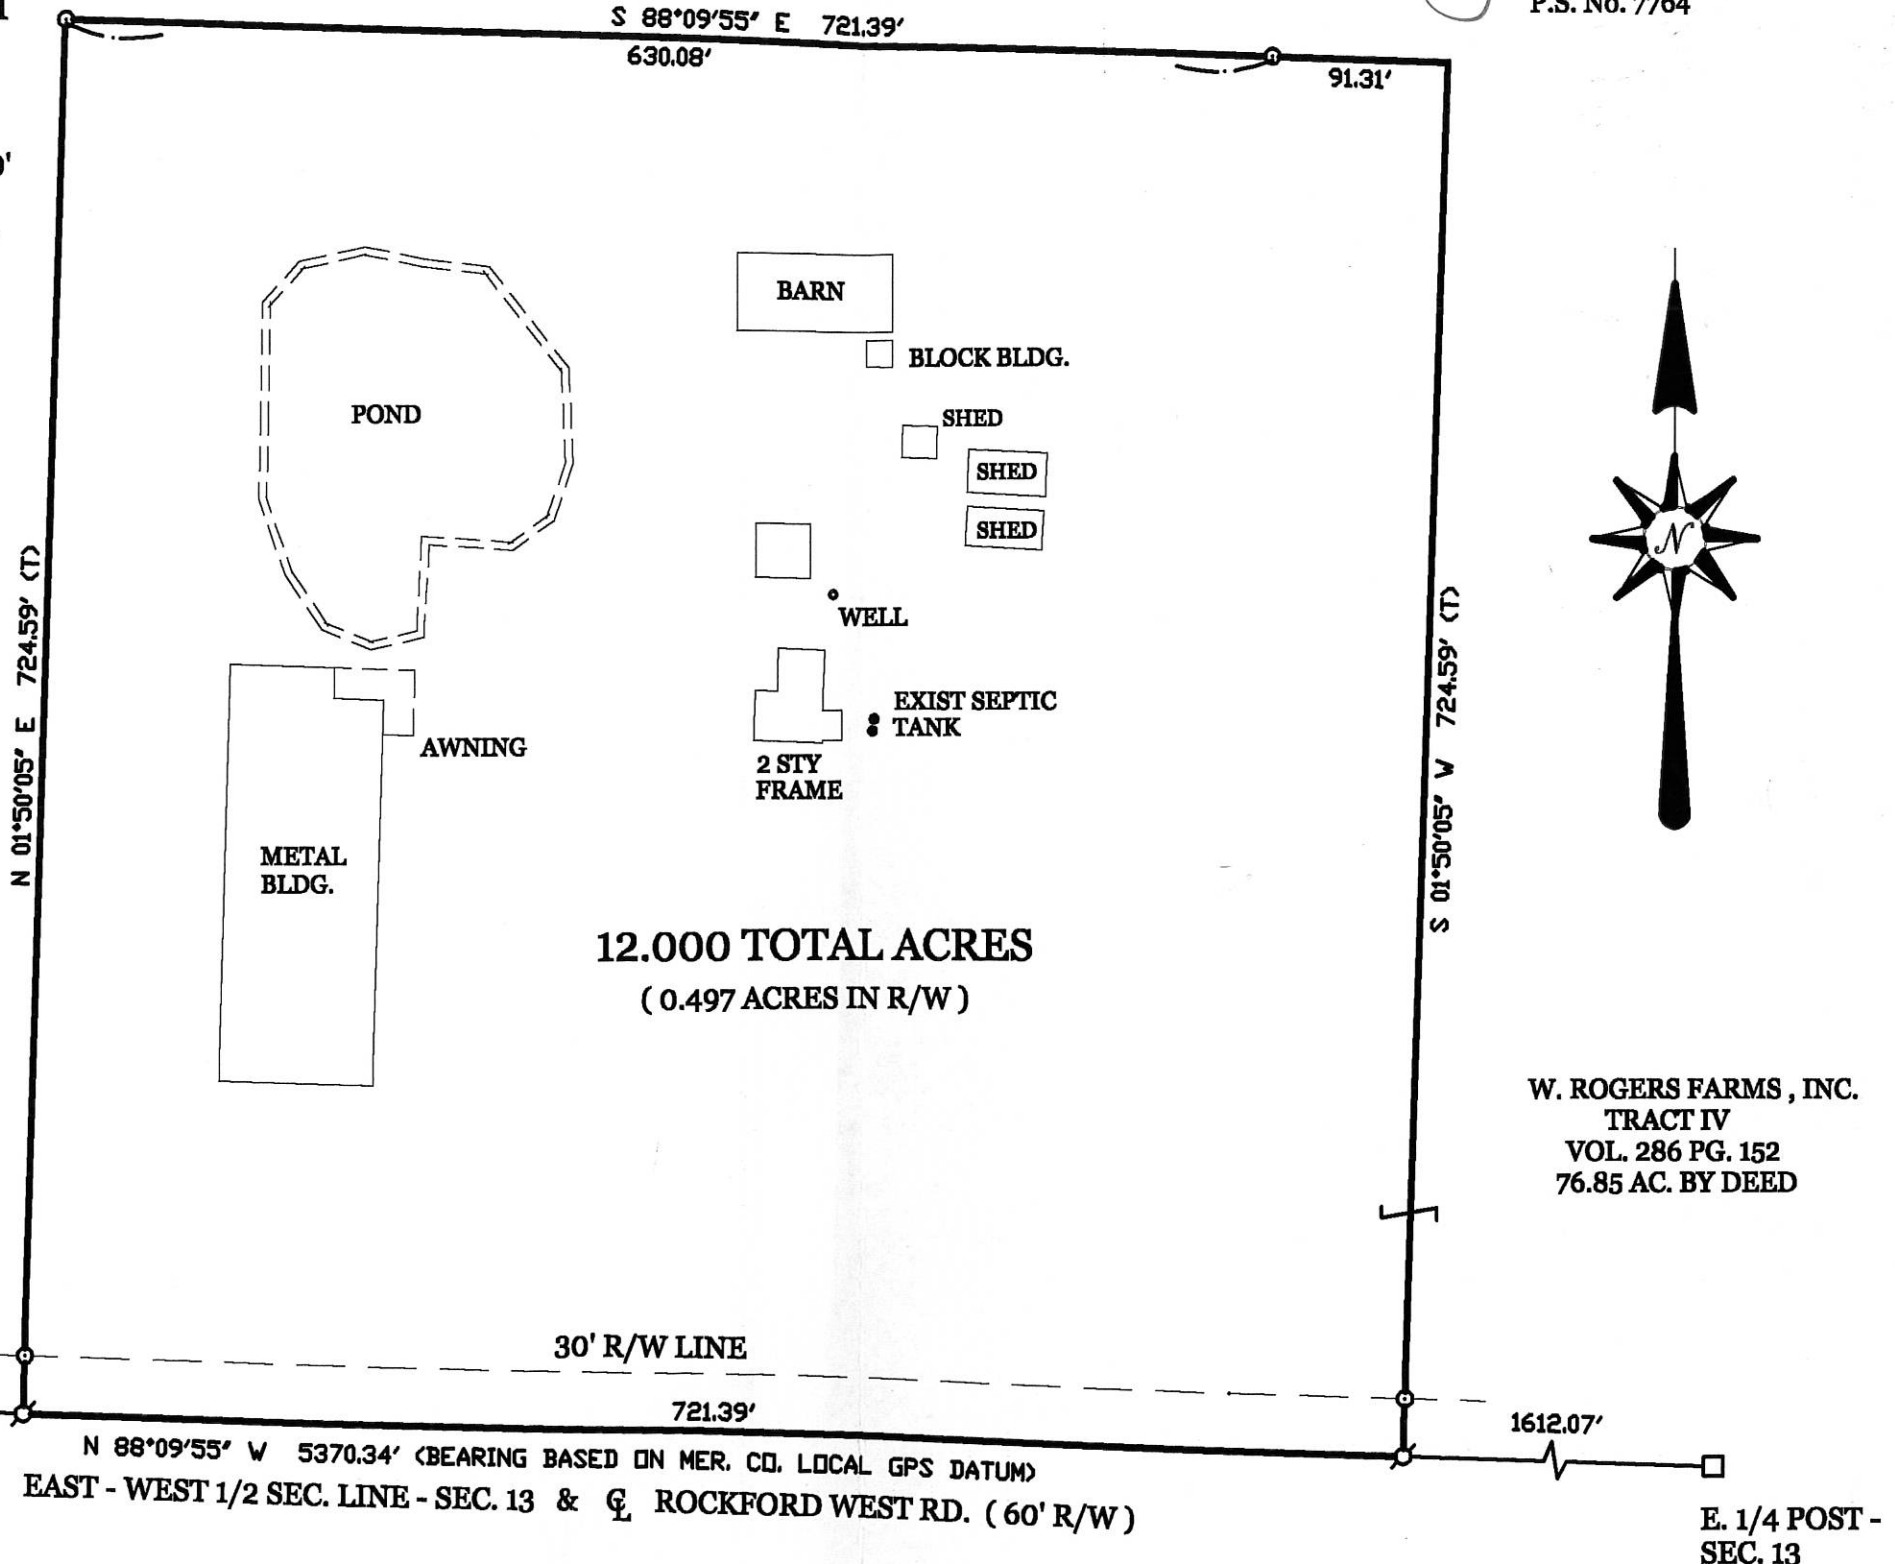 P.S. No. 7764
S 88°09'55" E 721.39'
630.08'
91.31'
BARN
BLOCK BLDG.
POND
SHED
SHED
SHED
WELL
N 01°50'05" E 724.59' (T)
S 01°50'05" W 724.59' (T)
N
EXIST SEPTIC
TANK
AWNING
2 STY
FRAME
METAL
BLDG.
12.000 TOTAL ACRES
( 0.497 ACRES IN R/W )
W. ROGERS FARMS , INC.
TRACT IV
VOL. 286 PG. 152
76.85 AC. BY DEED
30' R/W LINE
721.39'
1612.07'
N 88°09'55" W 5370.34' (BEARING BASED ON MER. CO. LOCAL GPS DATUM)
EAST - WEST 1/2 SEC. LINE - SEC. 13 & ℄ ROCKFORD WEST RD. ( 60' R/W )
E. 1/4 POST -
SEC. 13